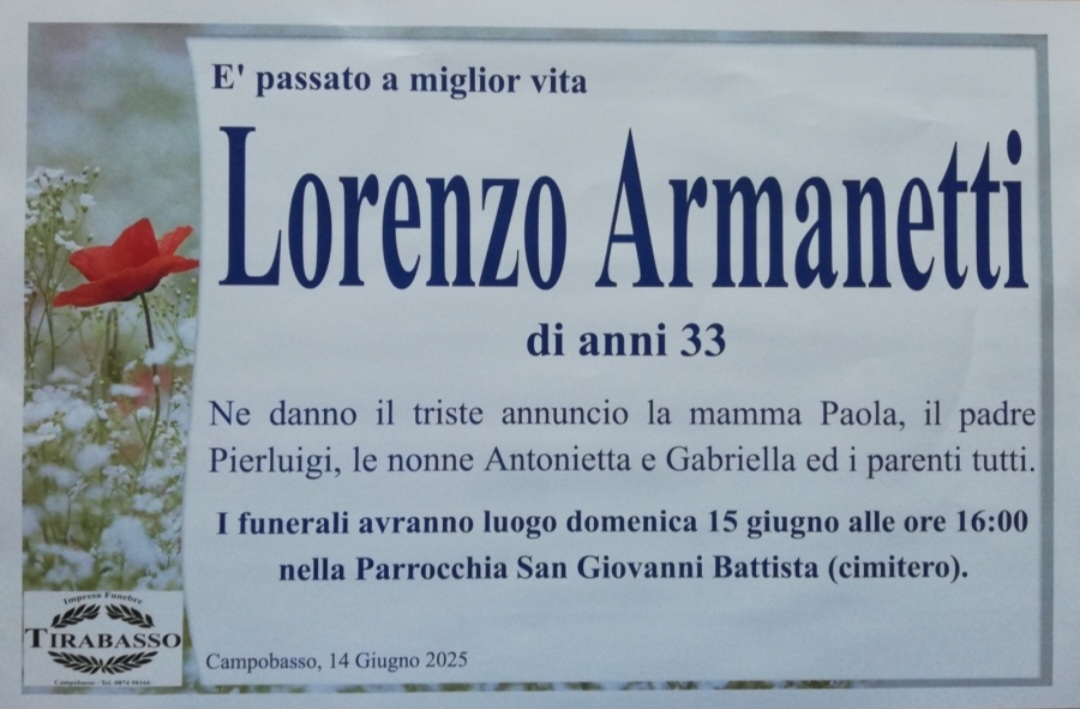 E' passato a miglior vita
Lorenzo Armanetti
di anni 33
Ne danno il triste annuncio la mamma Paola, il padre
Pierluigi, le nonne Antonietta e Gabriella ed i parenti tutti.
I funerali avranno luogo domenica 15 giugno alle ore 16:00
nella Parrocchia San Giovanni Battista (cimitero).
Impresa Funebre
TIRABASSO
Campobasso - Tel.
Campobasso, 14 Giugno 2025